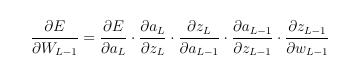 ∂E/∂W_{L−1} = ∂E/∂a_L · ∂a_L/∂z_L · ∂z_L/∂a_{L−1} · ∂a_{L−1}/∂z_{L−1} · ∂z_{L−1}/∂w_{L−1}